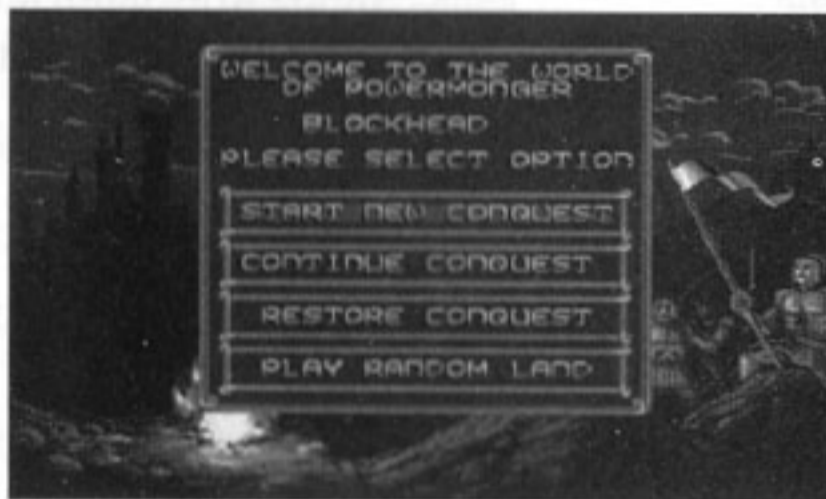 WELCOME TO THE WORLD
OF POWERMONGER
BLOCKHEAD
PLEASE SELECT OPTION
START NEW CONQUEST
CONTINUE CONQUEST
RESTORE CONQUEST
PLAY RANDOM LAND